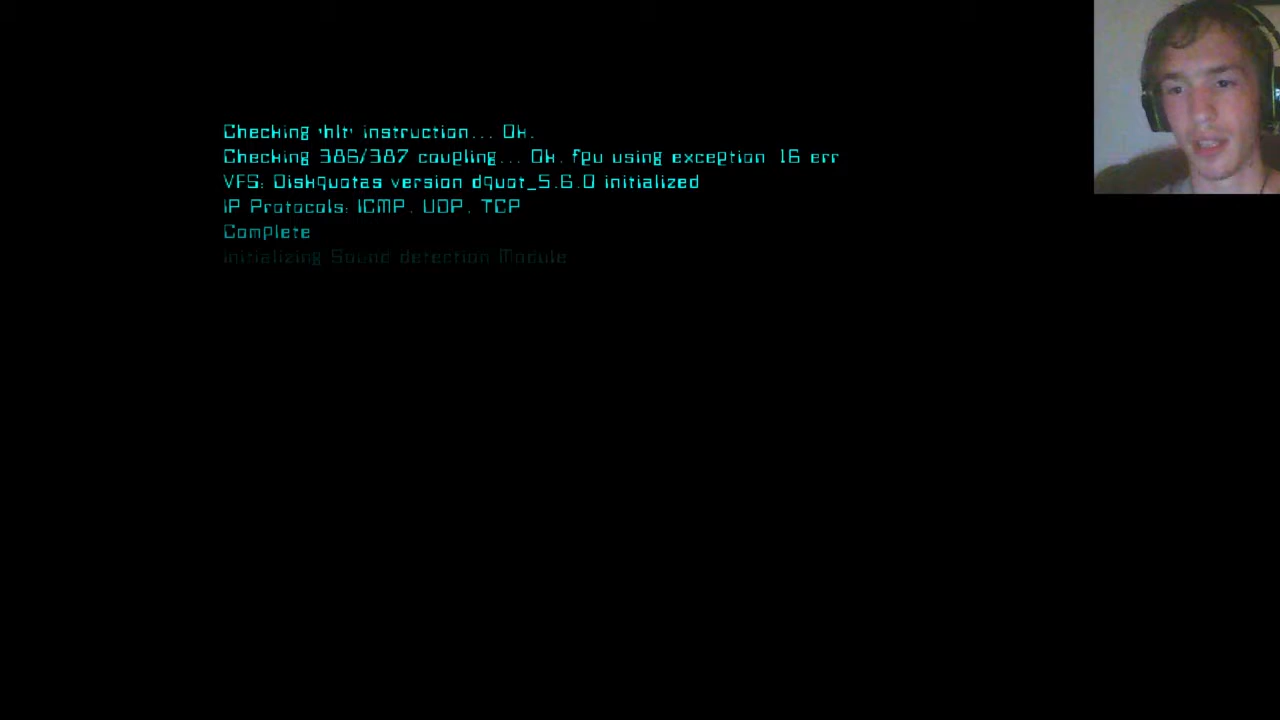 Checking 'hlt' instruction... Ok.
Checking 386/387 coupling... Ok, fpu using exception 16 err
VFS: Diskquotas version dquot_5.6.0 initialized
IP Protocols: ICMP, UDP, TCP
Complete
Initializing Sound detection Module